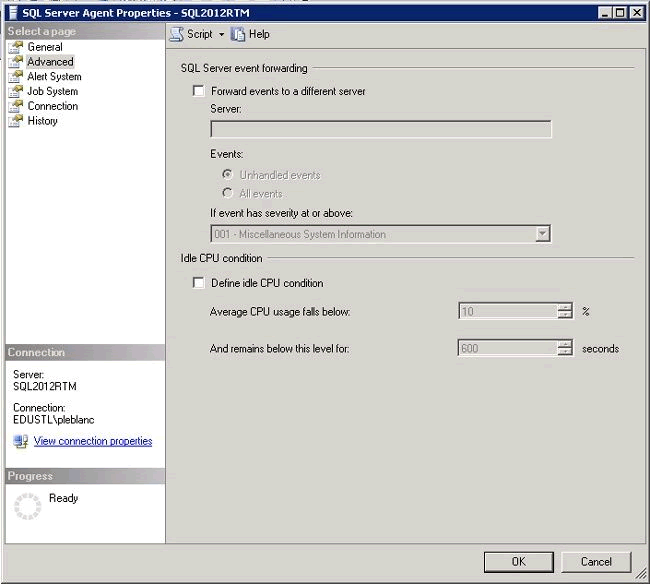 SQL Server Agent Properties - SQL2012RTM
Select a page
General
Advanced
Alert System
Job System
Connection
History
Script
Help
SQL Server event forwarding
Forward events to a different server
Server:
Events:
Unhandled events
All events
If event has severity at or above:
001 - Miscellaneous System Information
Idle CPU condition
Define idle CPU condition
Average CPU usage falls below:
10
%
And remains below this level for:
600
seconds
Connection
Server:
SQL2012RTM
Connection:
EDUSTL\pleblanc
View connection properties
Progress
Ready
OK
Cancel